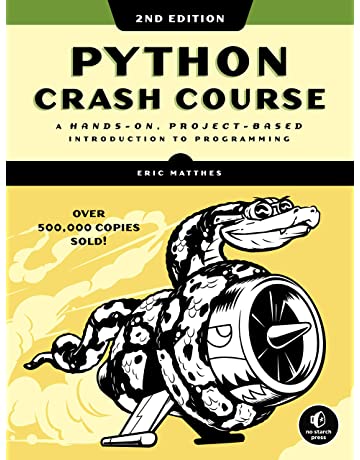 2ND EDITION
PYTHON
CRASH COURSE
A HANDS-ON, PROJECT-BASED
INTRODUCTION TO PROGRAMMING
ERIC MATTHES
OVER
500,000 COPIES
SOLD!
no starch
press